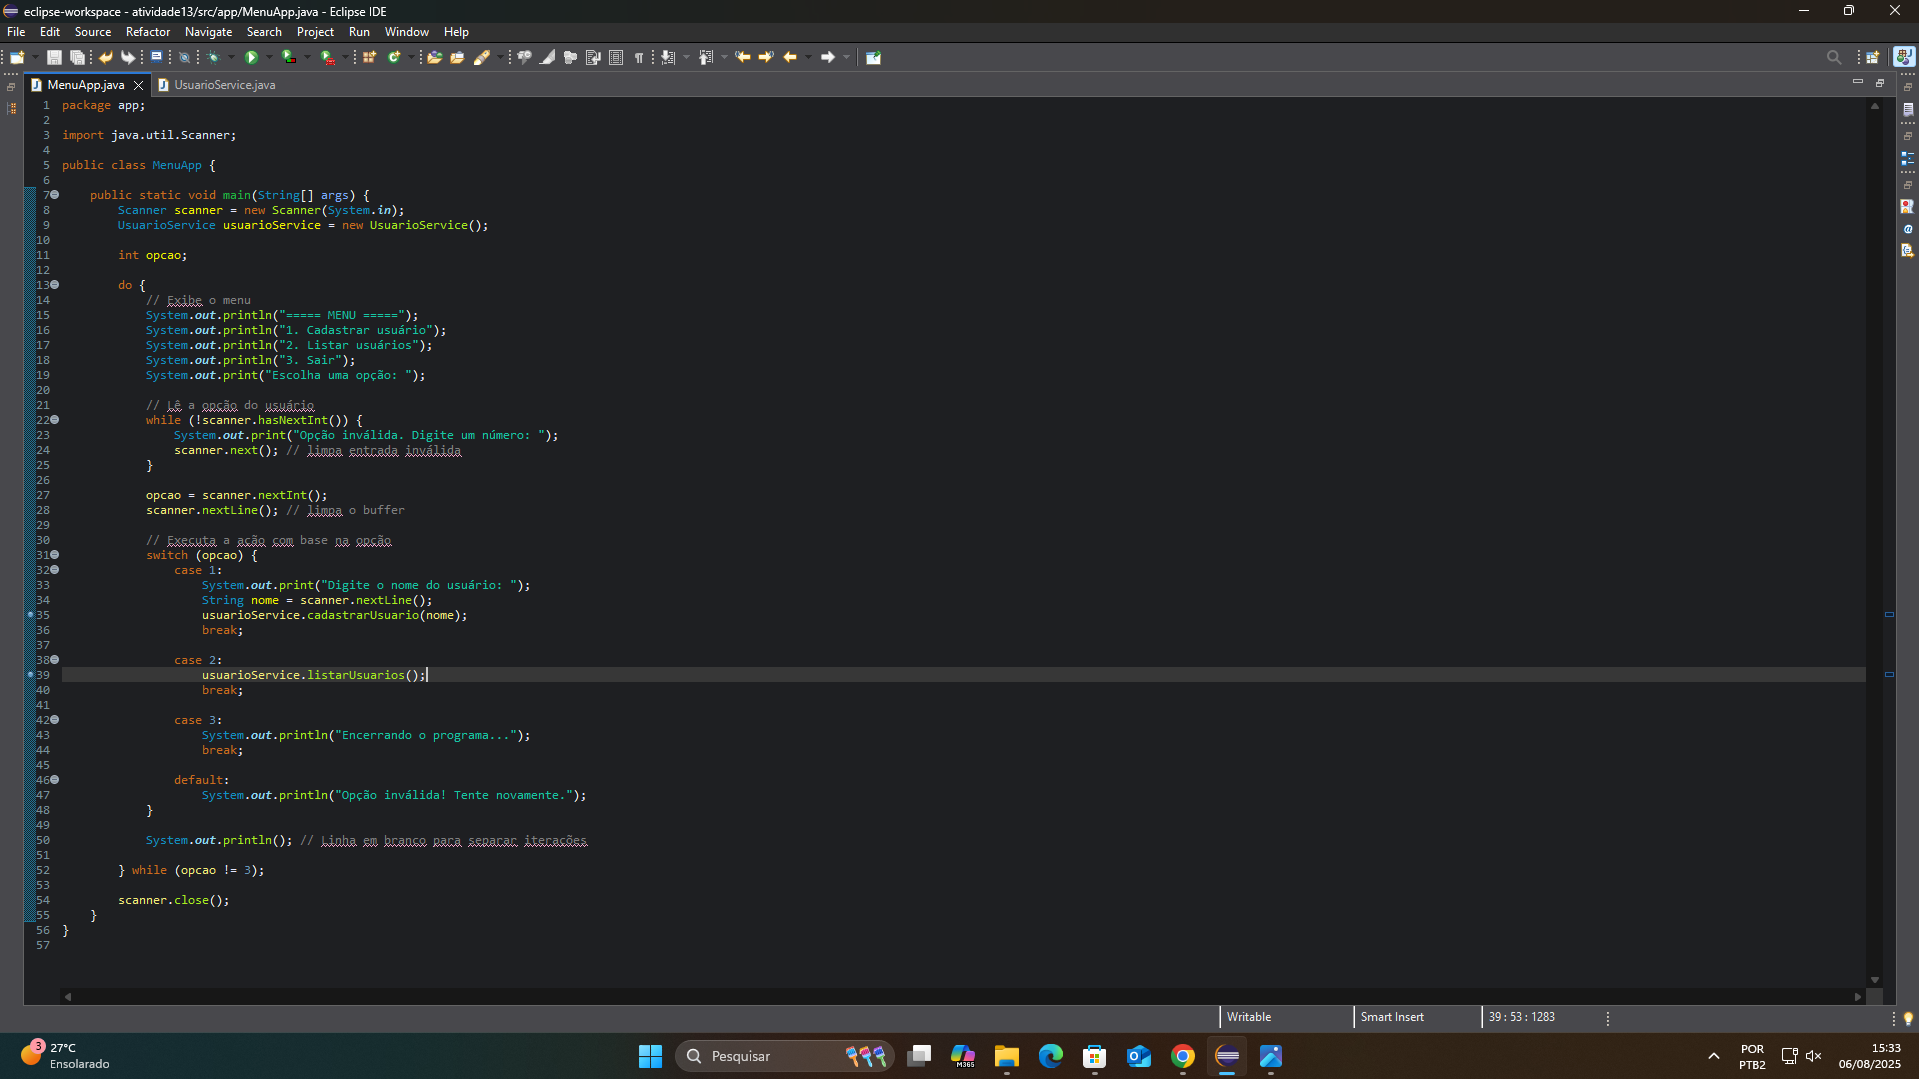 eclipse-workspace - atividade13/src/app/MenuApp.java - Eclipse IDE
File Edit Source Refactor Navigate Search Project Run Window Help
MenuApp.java UsuarioService.java
1 package app;
2
3 import java.util.Scanner;
4
5 public class MenuApp {
6
7 public static void main(String[] args) {
8 Scanner scanner = new Scanner(System.in);
9 UsuarioService usuarioService = new UsuarioService();
10
11 int opcao;
12
13 do {
14 // Exibe o menu
15 System.out.println("===== MENU =====");
16 System.out.println("1. Cadastrar usuário");
17 System.out.println("2. Listar usuários");
18 System.out.println("3. Sair");
19 System.out.print("Escolha uma opção: ");
20
21 // Lê a opção do usuário
22 while (!scanner.hasNextInt()) {
23 System.out.print("Opção inválida. Digite um número: ");
24 scanner.next(); // limpa entrada inválida
25 }
26
27 opcao = scanner.nextInt();
28 scanner.nextLine(); // limpa o buffer
29
30 // Executa a ação com base na opção
31 switch (opcao) {
32 case 1:
33 System.out.print("Digite o nome do usuário: ");
34 String nome = scanner.nextLine();
35 usuarioService.cadastrarUsuario(nome);
36 break;
37
38 case 2:
39 usuarioService.listarUsuarios();
40 break;
41
42 case 3:
43 System.out.println("Encerrando o programa...");
44 break;
45
46 default:
47 System.out.println("Opção inválida! Tente novamente.");
48 }
49
50 System.out.println(); // Linha em branco para separar iterações
51
52 } while (opcao != 3);
53
54 scanner.close();
55 }
56 }
57
Writable Smart Insert 39 : 53 : 1283
3 27°C
Ensolarado
Pesquisar
M365
POR
PTB2
15:33
06/08/2025